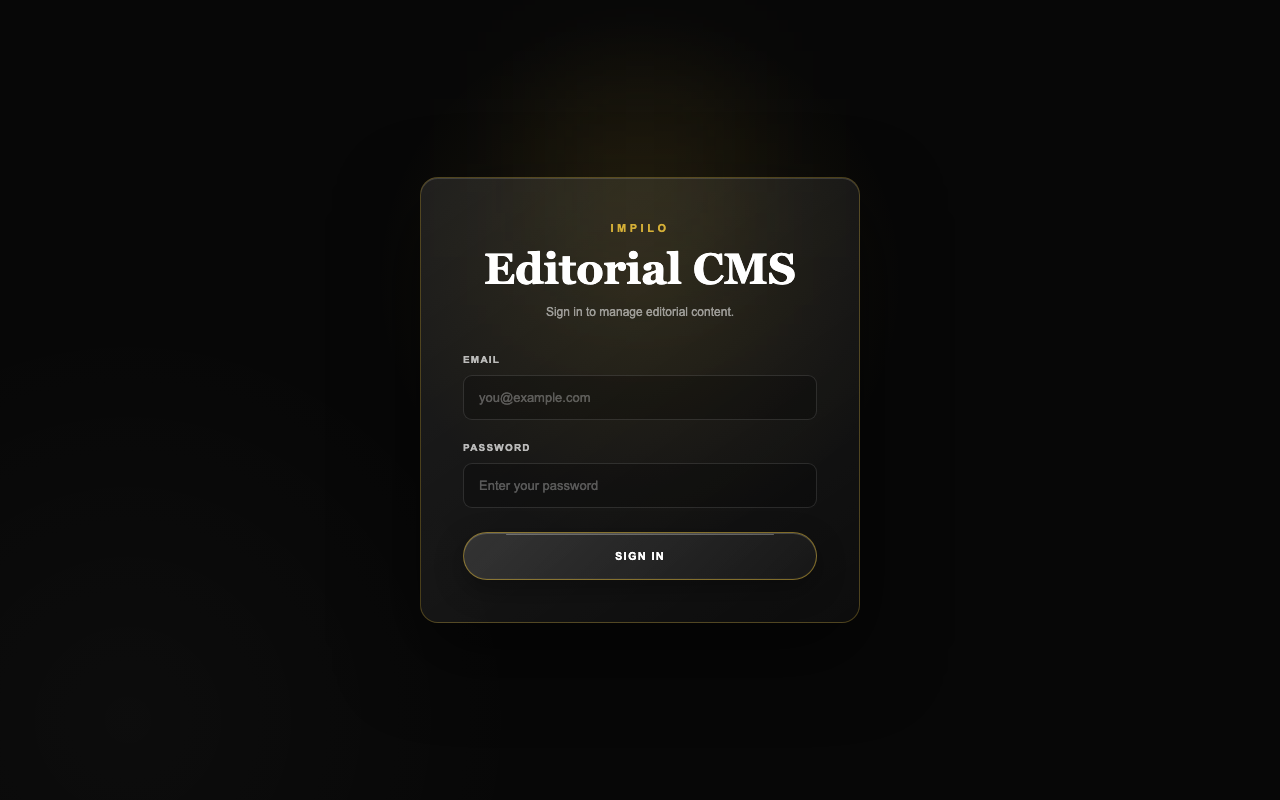 IMPILO
Editorial CMS
Sign in to manage editorial content.
EMAIL
you@example.com
PASSWORD
Enter your password
SIGN IN